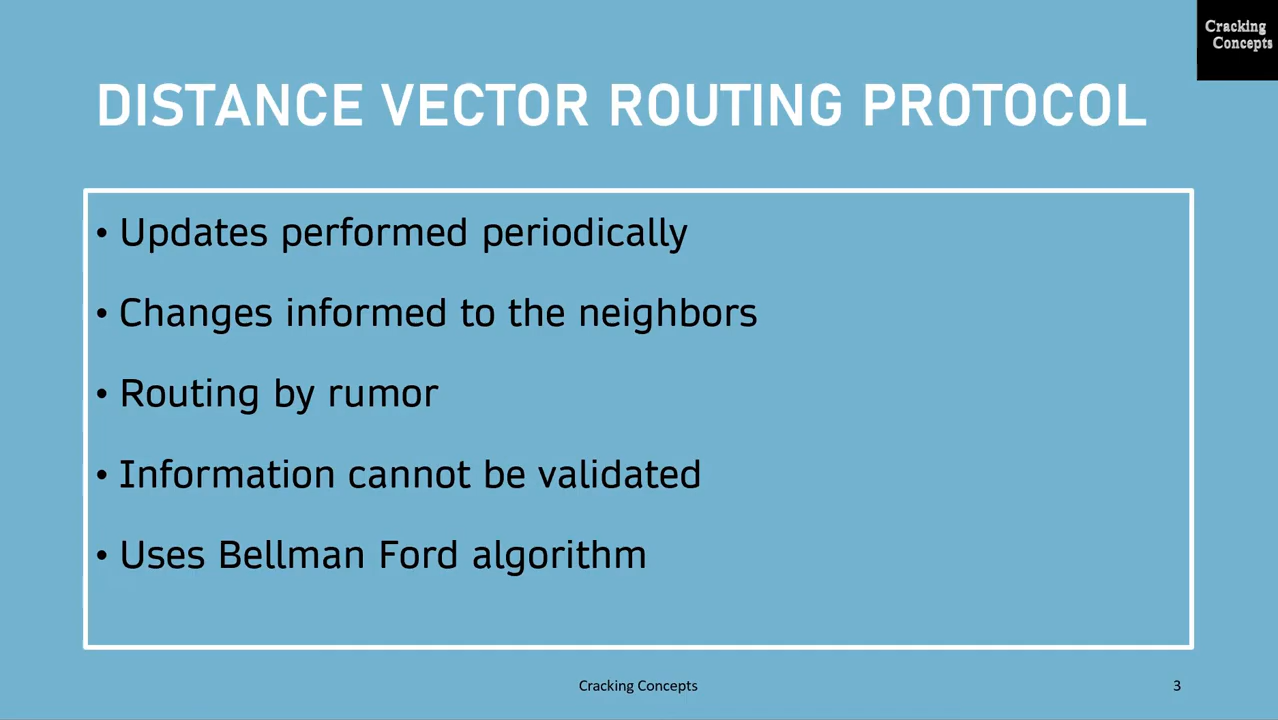 Cracking
Concepts
DISTANCE VECTOR ROUTING PROTOCOL
• Updates performed periodically
• Changes informed to the neighbors
• Routing by rumor
• Information cannot be validated
• Uses Bellman Ford algorithm
Cracking Concepts
3